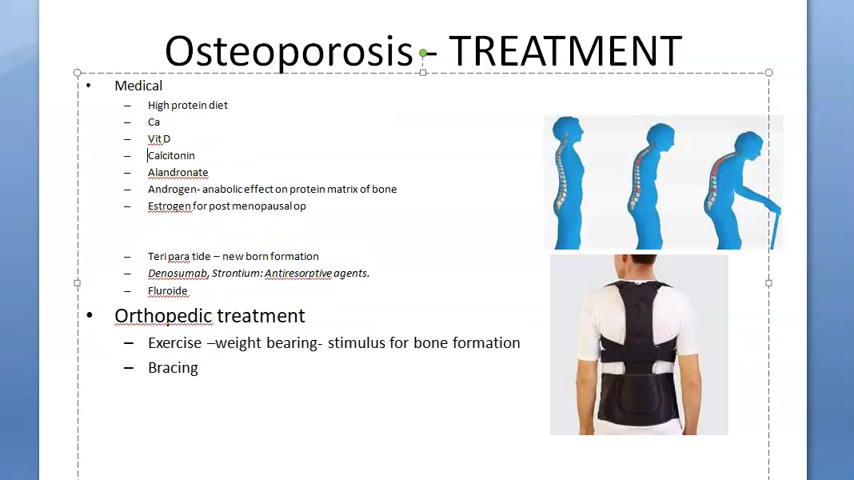 Osteoporosis - TREATMENT
• Medical
– High protein diet
– Ca
– Vit D
– Calcitonin
– Alandronate
– Androgen- anabolic effect on protein matrix of bone
– Estrogen for post menopausal op
– Teri para tide – new born formation
– Denosumab, Strontium: Antiresorptive agents.
– Fluroide
• Orthopedic treatment
– Exercise –weight bearing- stimulus for bone formation
– Bracing